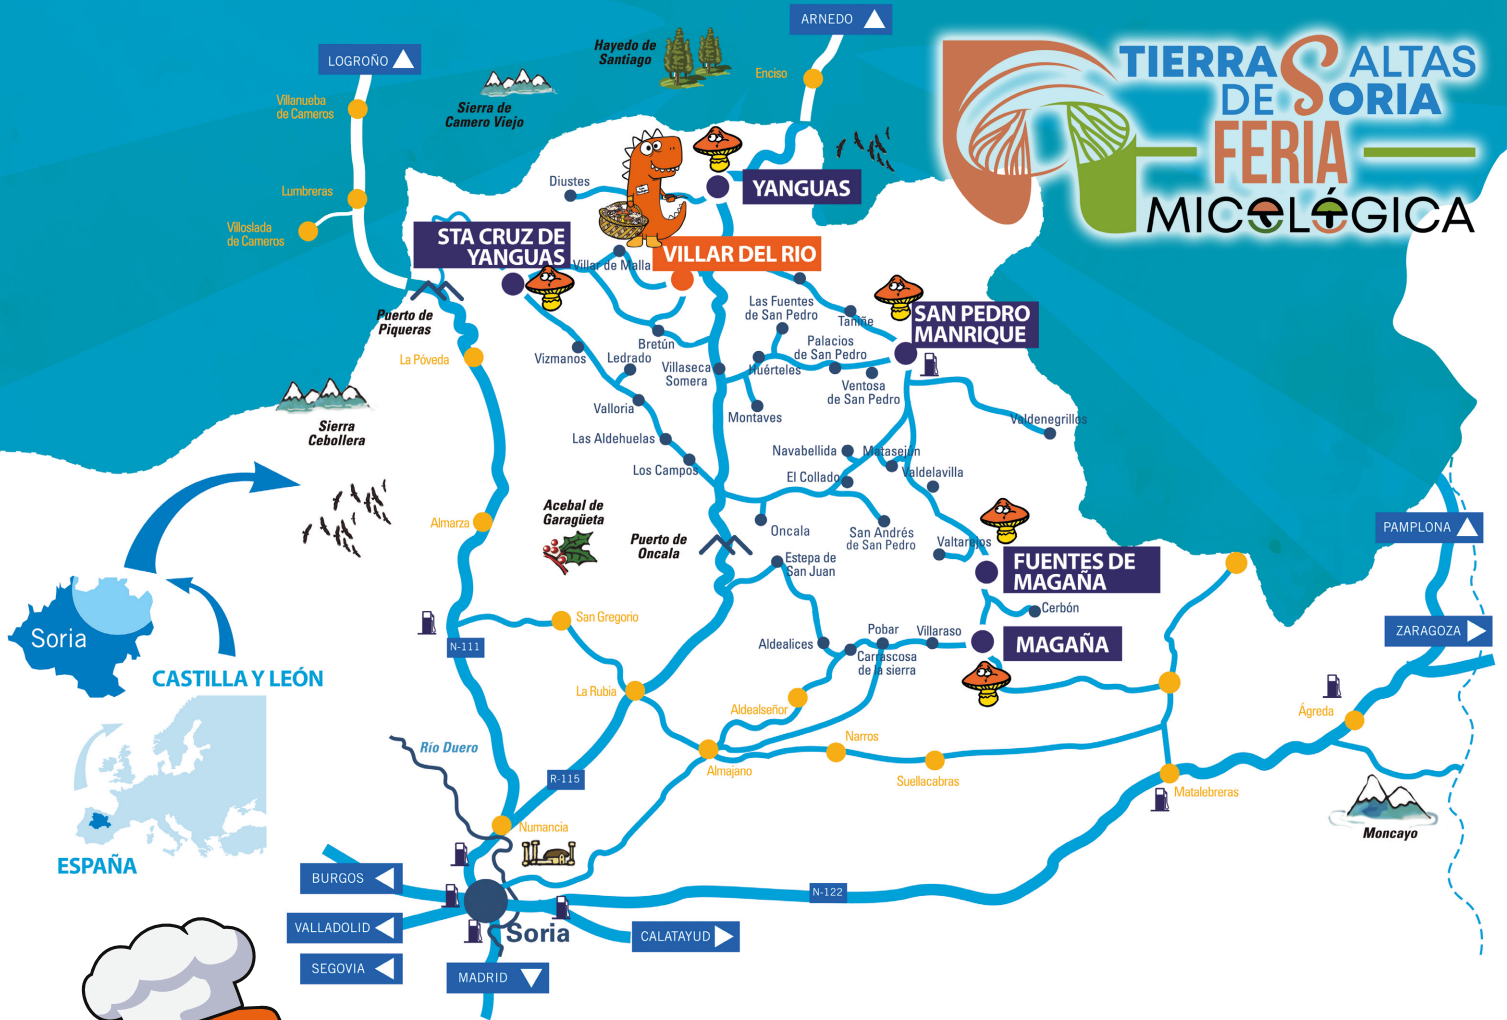 ARNEDO
LOGROÑO
Hayedo de
Santiago
Enciso
Villanueba
de Cameros
Sierra de
Camero Viejo
TIERRAS ALTAS
DE SORIA
FERIA
MICOLÓGICA
Diustes
YANGUAS
Lumbreras
Villoslada
de Cameros
STA CRUZ DE
YANGUAS
Villar de Malla
VILLAR DEL RIO
Puerto de
Piqueras
Las Fuentes
de San Pedro
Taniñe
SAN PEDRO
MANRIQUE
La Póveda
Vizmanos
Bretún
Ledrado
Villaseca
Somera
Huérteles
Palacios
de San Pedro
Ventosa
de San Pedro
Valloria
Montaves
Valdenegrillos
Sierra
Cebollera
Las Aldehuelas
Los Campos
Navabellida
Matasejún
El Collado
Valdelavilla
Almarza
Acebal de
Garagüeta
Puerto de
Oncala
Oncala
San Andrés
de San Pedro
Valtarejos
PAMPLONA
Estepa de
San Juan
FUENTES DE
MAGAÑA
Cerbón
San Gregorio
ZARAGOZA
Soria
N-111
Aldealices
Pobar
Villaraso
Carrascosa
de la sierra
MAGAÑA
CASTILLA Y LEÓN
La Rubia
Aldealseñor
Ágreda
Río Duero
Narros
Almajano
Suellacabras
R-115
Matalebreras
Numancia
Moncayo
ESPAÑA
BURGOS
N-122
VALLADOLID
Soria
CALATAYUD
SEGOVIA
MADRID